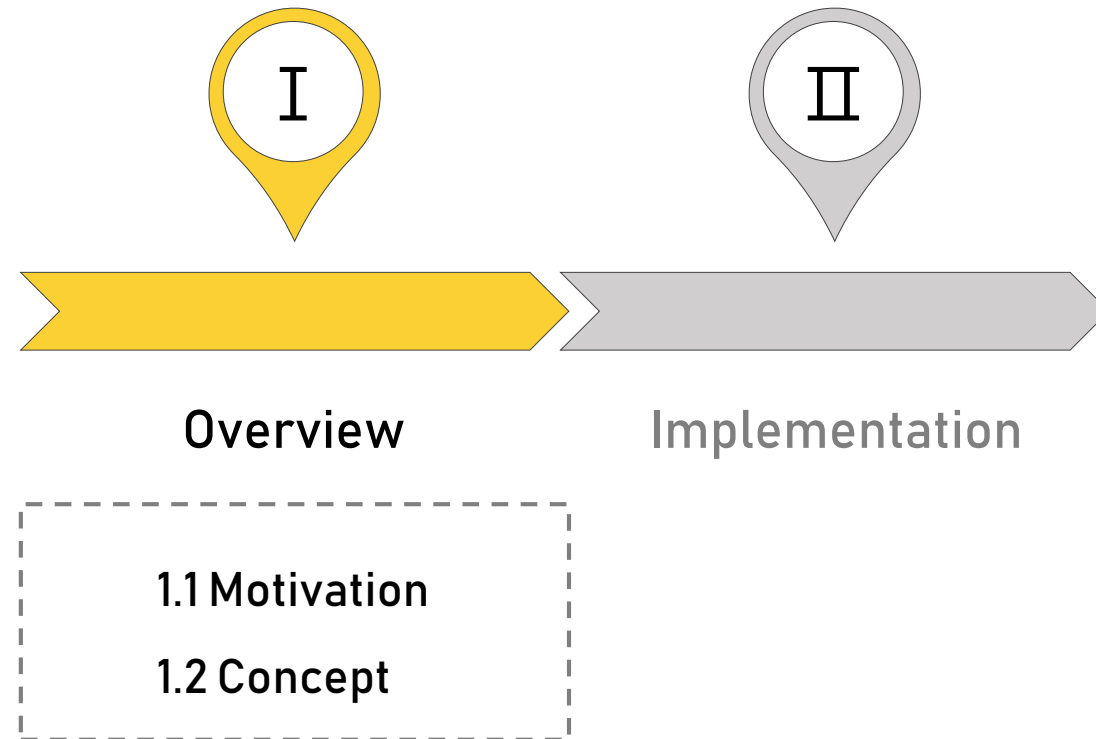 I
II
Overview
Implementation
1.1 Motivation
1.2 Concept